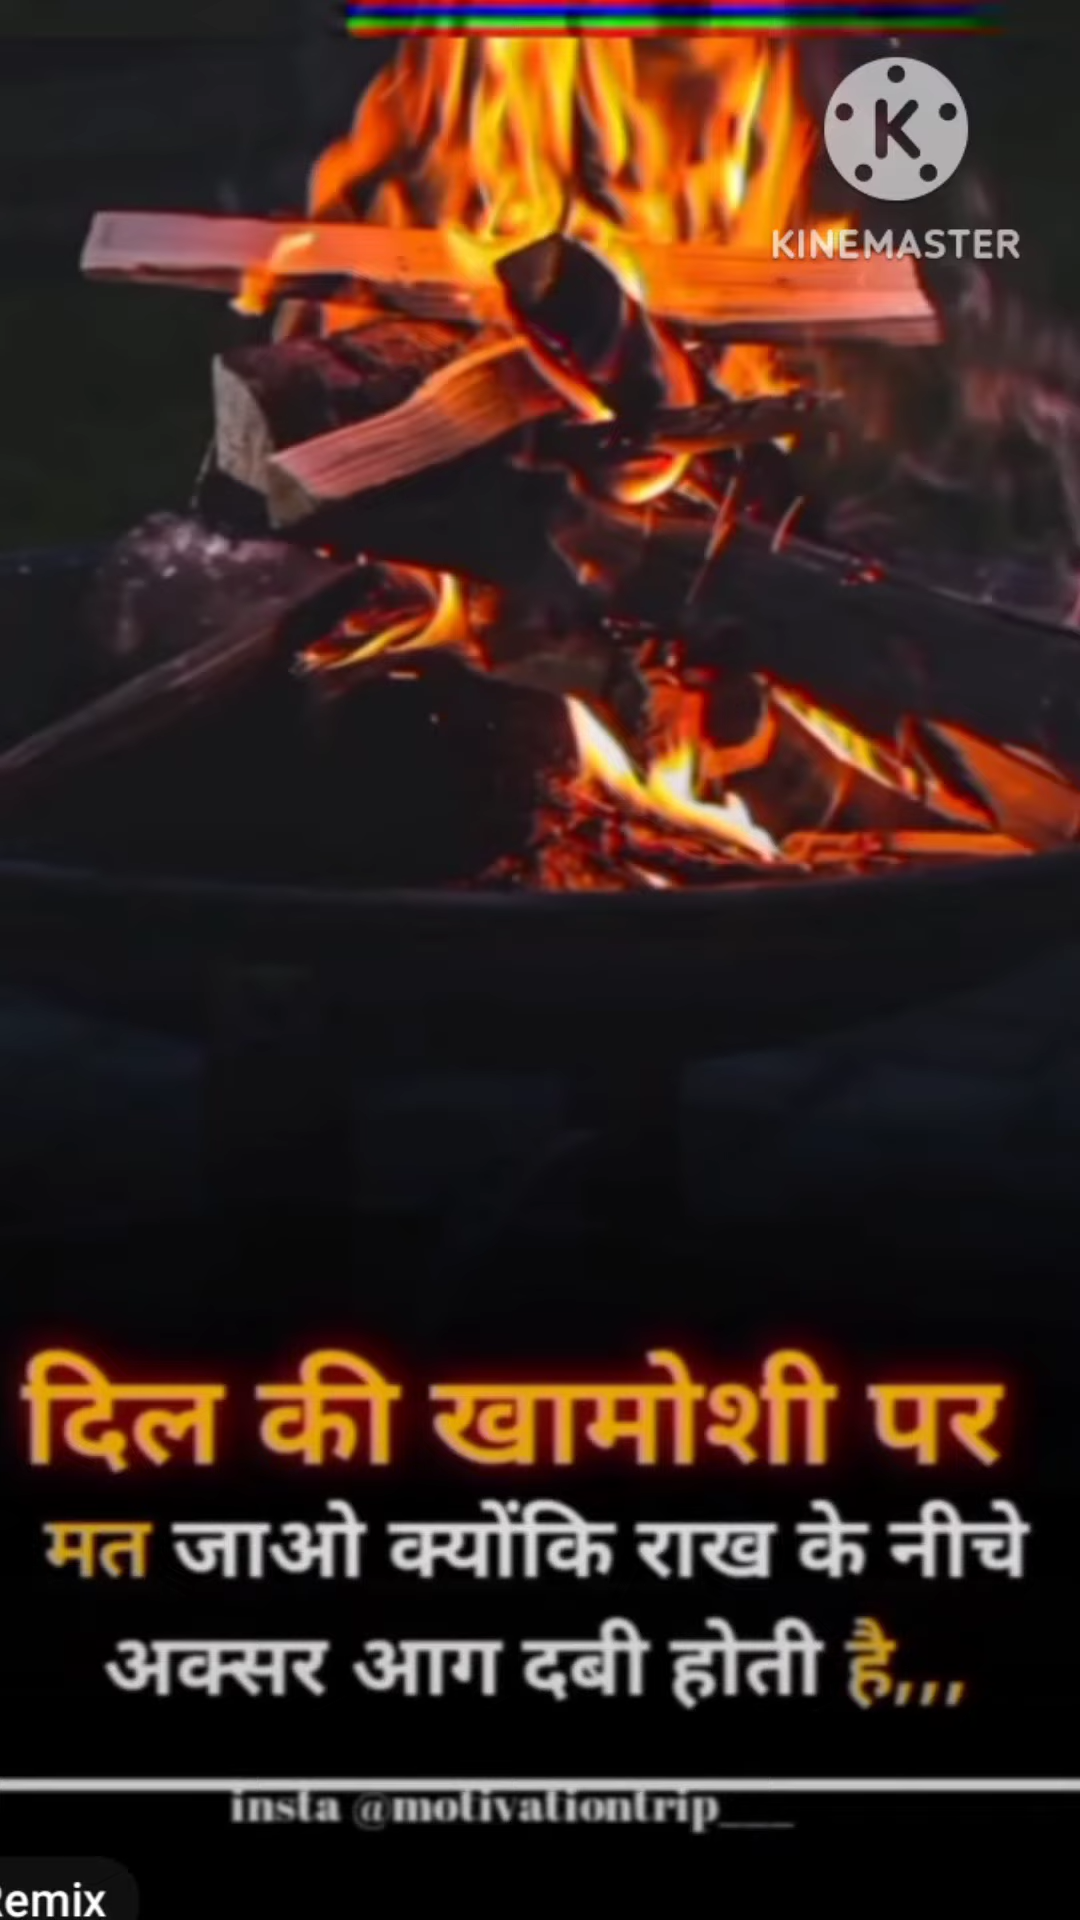 K
KINEMASTER
दिल की खामोशी पर
मत जाओ क्योंकि राख के नीचे
अक्सर आग दबी होती है,,,
insta @motivationtrip___
Remix